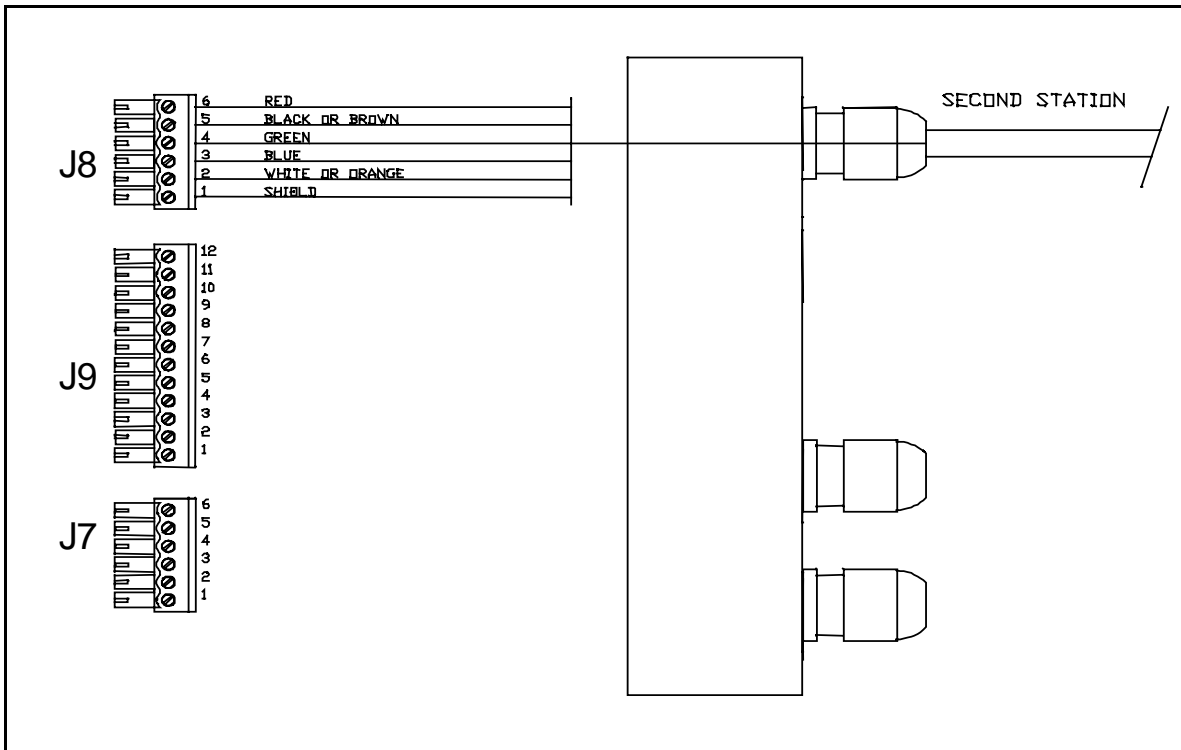 SECOND STATION
J8
6 RED
5 BLACK OR BROWN
4 GREEN
3 BLUE
2 WHITE OR ORANGE
1 SHIELD
J9
12
11
10
9
8
7
6
5
4
3
2
1
J7
6
5
4
3
2
1